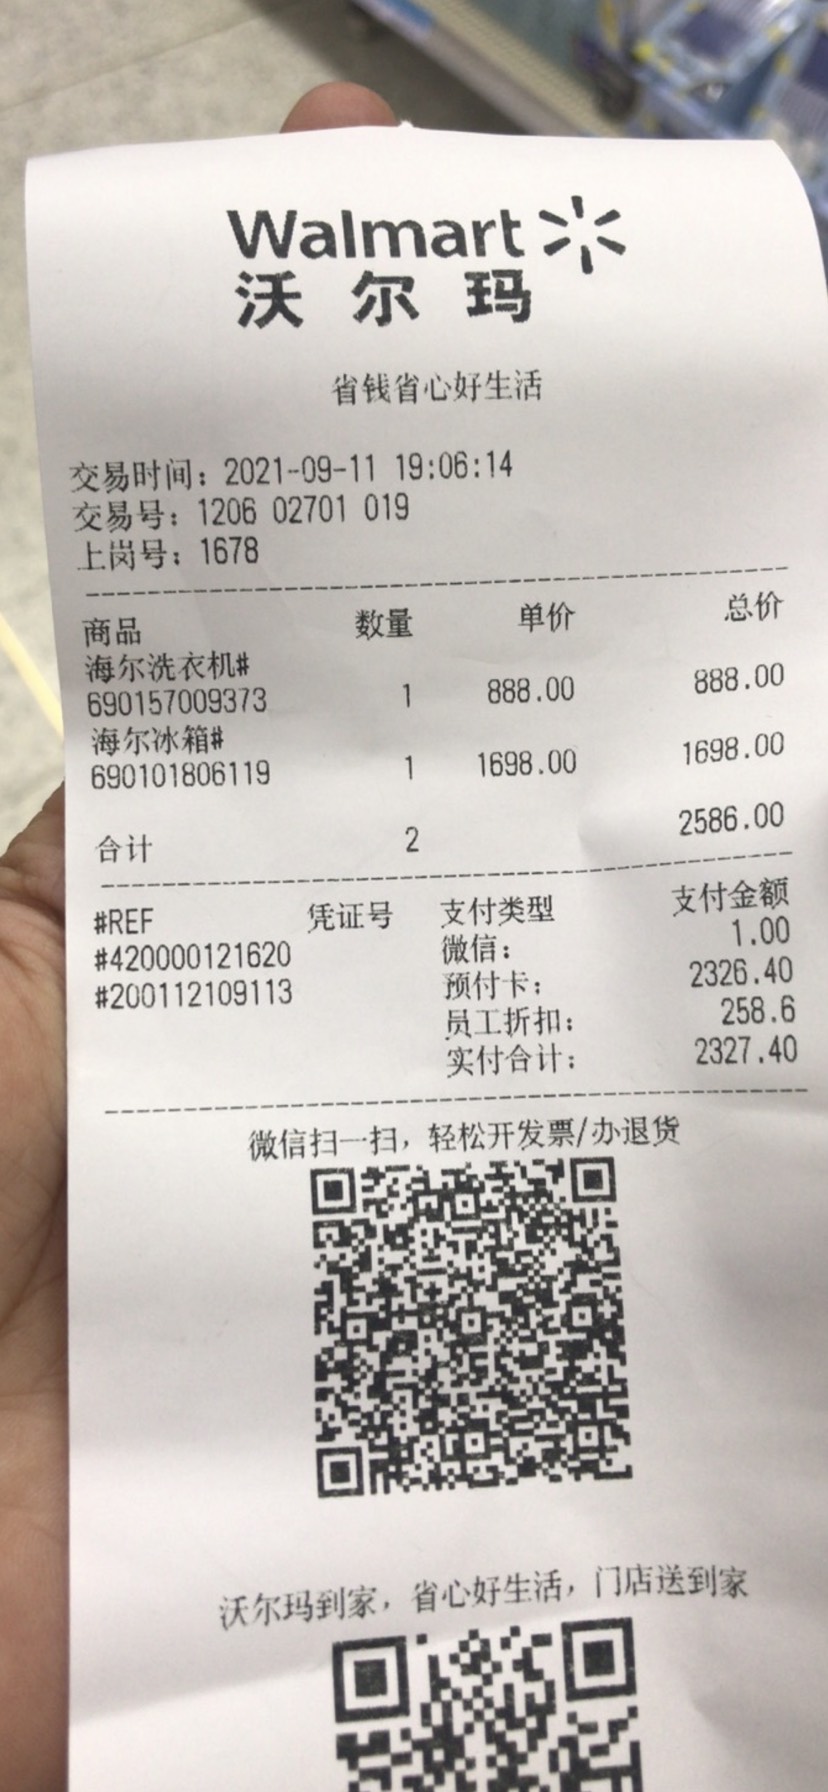 Walmart
沃尔玛
省钱省心好生活
交易时间：2021-09-11 19:06:14
交易号：1206 02701 019
上岗号：1678
商品 数量 单价 总价
海尔洗衣机#
690157009373 1 888.00 888.00
海尔冰箱#
690101806119 1 1698.00 1698.00
合计 2 2586.00
#REF 凭证号 支付类型 支付金额
#420000121620 微信： 1.00
#200112109113 预付卡： 2326.40
员工折扣： 258.6
实付合计： 2327.40
微信扫一扫，轻松开发票/办退货
沃尔玛到家，省心好生活，门店送到家